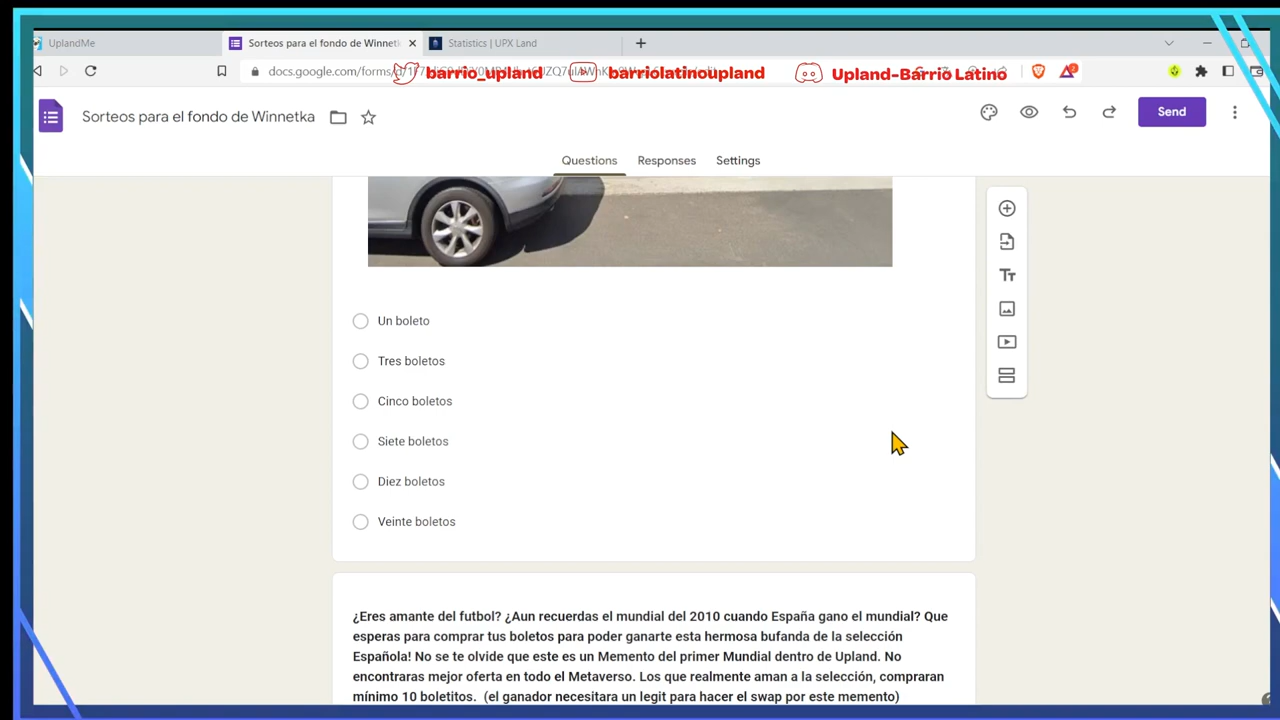 UplandMe
Sorteos para el fondo de Winnetk
Statistics | UPX Land
docs.google.com/forms/
barrio_upland
barriolatinoupland
Upland-Barrio Latino
2
Sorteos para el fondo de Winnetka
Send
Questions
Responses
Settings
Un boleto
Tres boletos
Cinco boletos
Siete boletos
Diez boletos
Veinte boletos
¿Eres amante del futbol? ¿Aun recuerdas el mundial del 2010 cuando España gano el mundial? Que
esperas para comprar tus boletos para poder ganarte esta hermosa bufanda de la selección
Española! No se te olvide que este es un Memento del primer Mundial dentro de Upland. No
encontraras mejor oferta en todo el Metaverso. Los que realmente aman a la selección, compraran
mínimo 10 boletitos. (el ganador necesitara un legit para hacer el swap por este memento)